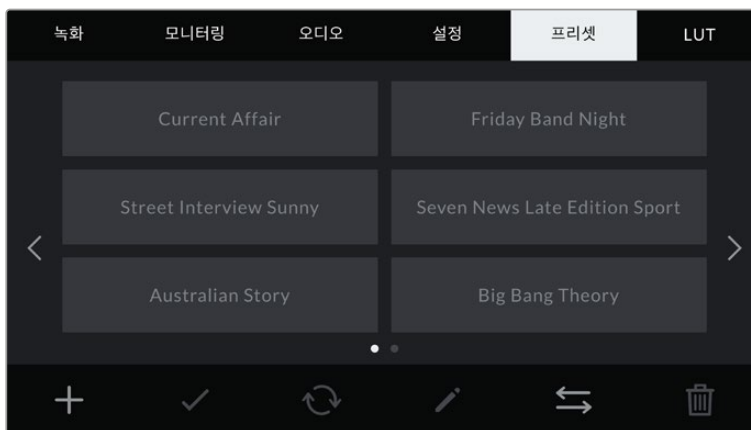 녹화 모니터링 오디오 설정 프리셋 LUT
Current Affair Friday Band Night
Street Interview Sunny Seven News Late Edition Sport
Australian Story Big Bang Theory